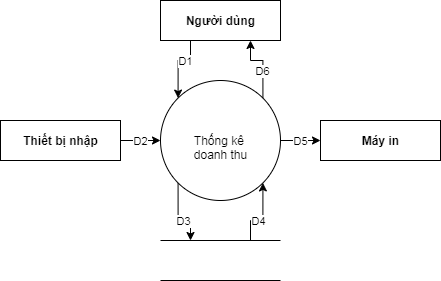 Người dùng
D1
D6
Thiết bị nhập
D2
Thống kê
doanh thu
D5
Máy in
D3
D4